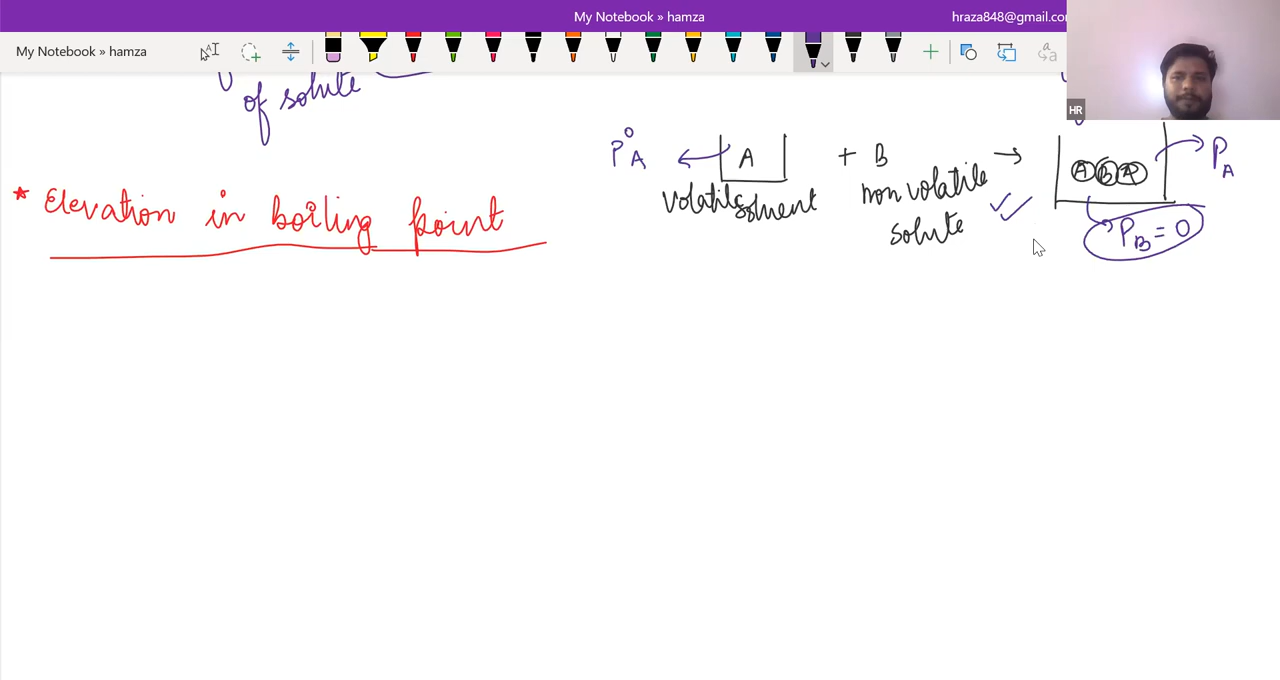 My Notebook » hamza
hraza848@gmail.co
My Notebook » hamza
of solute
HR
P°A
A
+ B
→
A B A
PA
volatile solvent
non volatile
solute
PB = 0
* Elevation in boiling point